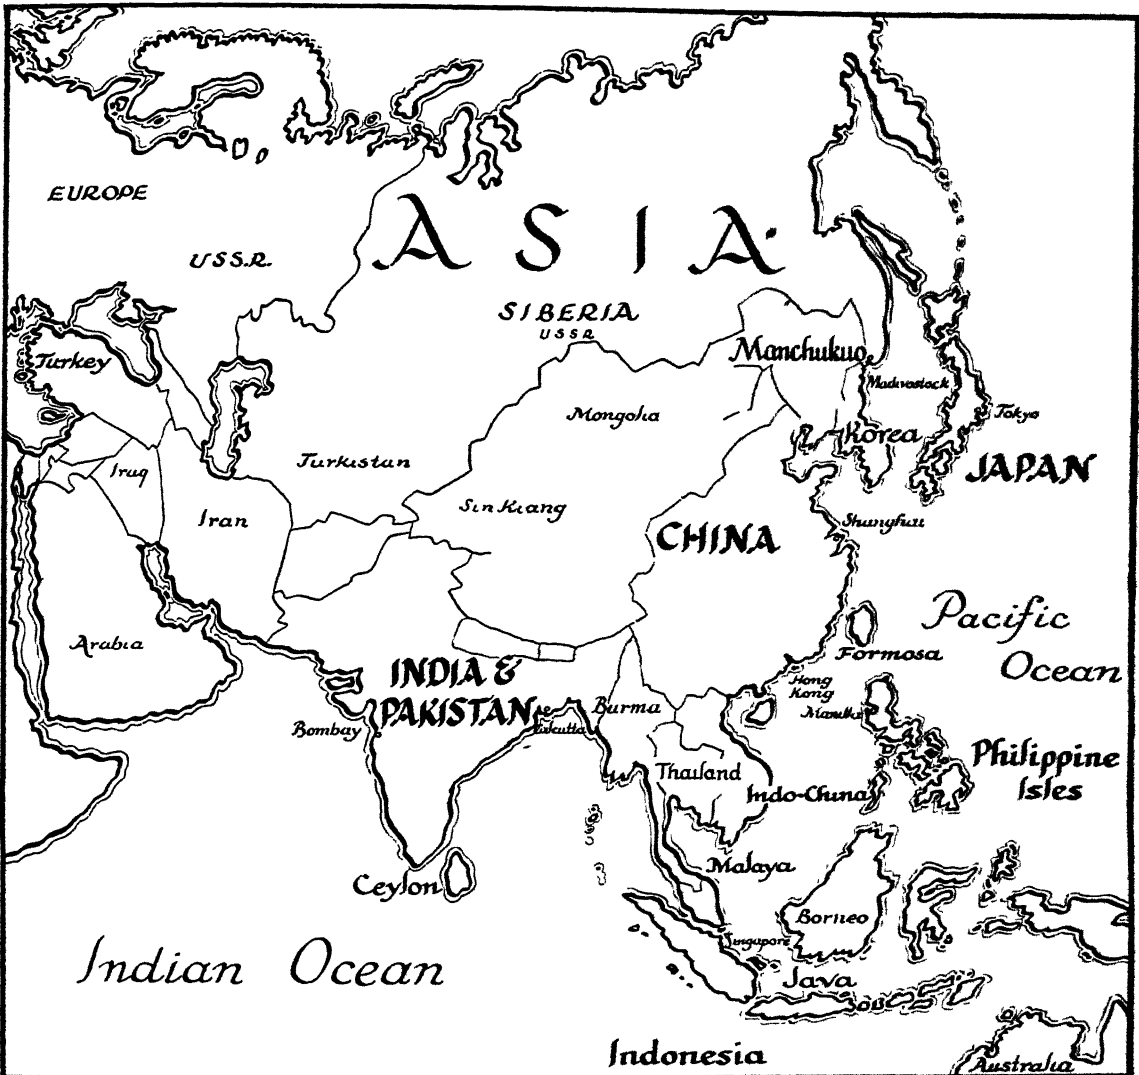 EUROPE
U.S.S.R.
ASIA
SIBERIA
USSR
Turkey
Manchukuo
Mongolia
Tokyo
Korea
Iraq
Turkistan
JAPAN
Iran
Sin Kiang
CHINA
Arabia
Pacific
Ocean
Formosa
INDIA &
PAKISTAN
Hong
Kong
Burma
Bombay
Calcutta
Philippine
Isles
Thailand
Indo-China
Malaya
Ceylon
Borneo
Singapore
Indian Ocean
Java
Indonesia
Australia